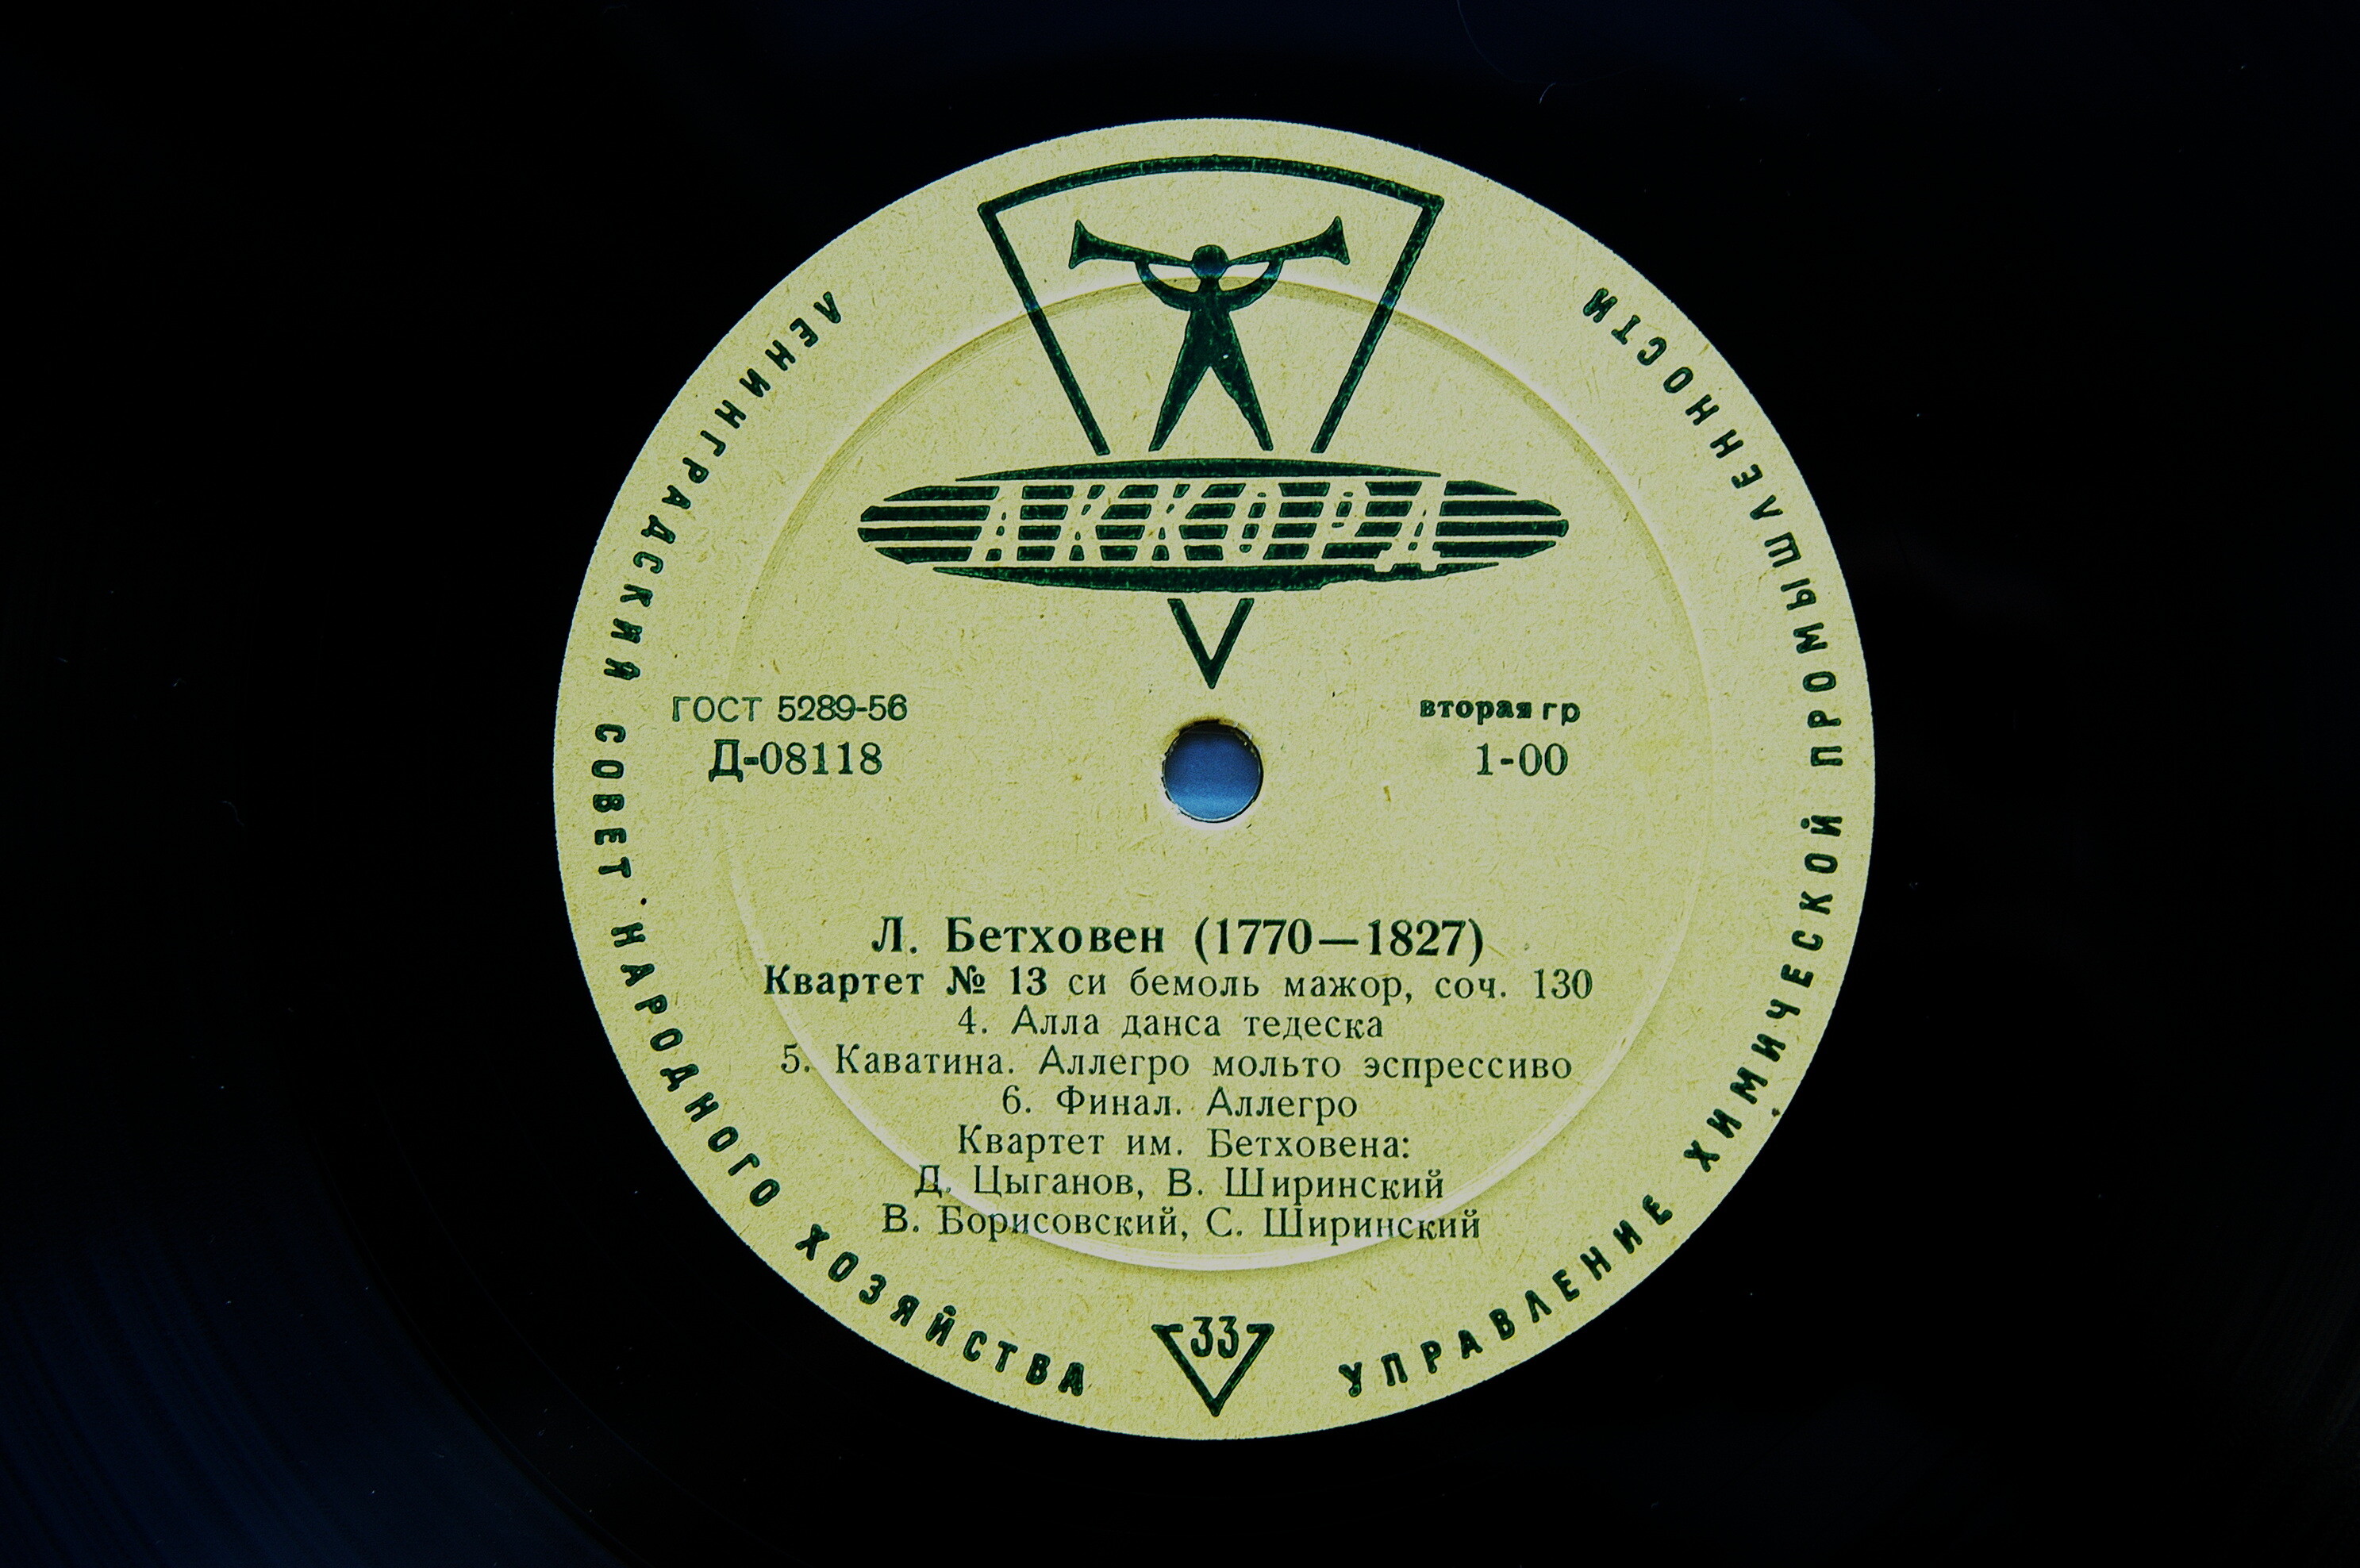 ЛЕНИНГРАДСКИЙ СОВЕТ НАРОДНОГО ХОЗЯЙСТВА
УПРАВЛЕНИЕ ХИМИЧЕСКОЙ ПРОМЫШЛЕННОСТИ
АККОРД
ГОСТ 5289-56
Д-08118
вторая гр
1-00
Л. Бетховен (1770—1827)
Квартет № 13 си бемоль мажор, соч. 130
4. Алла данса тедеска
5. Каватина. Аллегро мольто эспрессиво
6. Финал. Аллегро
Квартет им. Бетховена:
Д. Цыганов, В. Ширинский
В. Борисовский, С. Ширинский
33